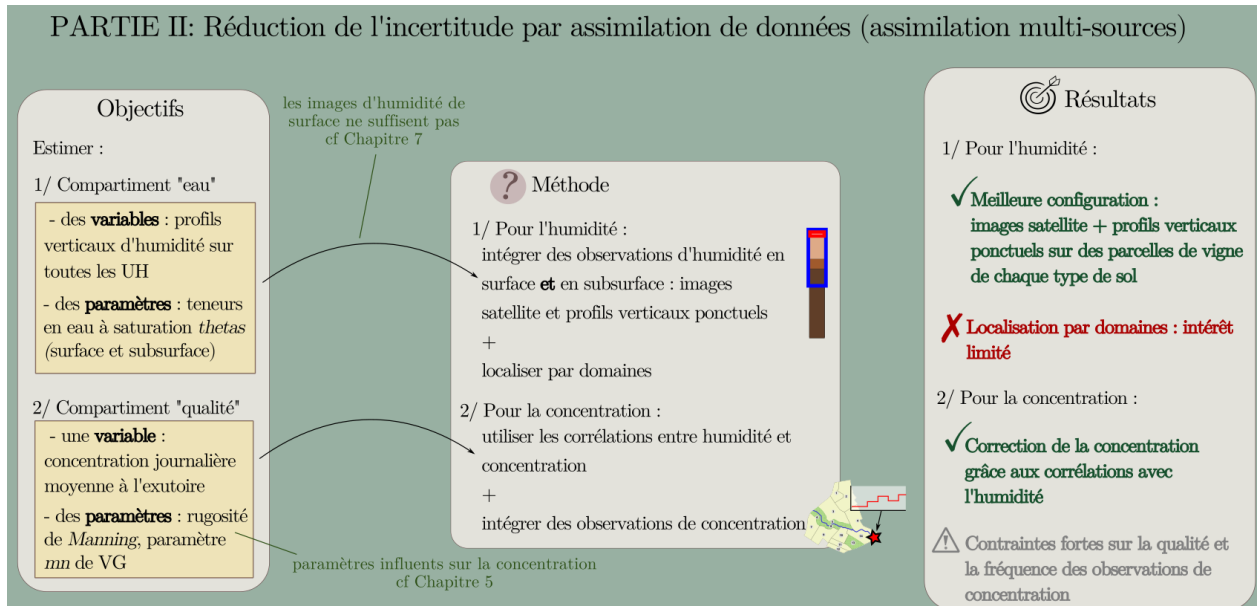 PARTIE II: Réduction de l'incertitude par assimilation de données (assimilation multi-sources)
Objectifs
Estimer :
1/ Compartiment "eau"
- des variables : profils
verticaux d'humidité sur
toutes les UH
- des paramètres : teneurs
en eau à saturation thetas
(surface et subsurface)
2/ Compartiment "qualité"
- une variable :
concentration journalière
moyenne à l'exutoire
- des paramètres : rugosité
de Manning, paramètre
mn de VG
les images d'humidité de
surface ne suffisent pas
cf Chapitre 7
paramètres influents sur la concentration
cf Chapitre 5
? Méthode
1/ Pour l'humidité :
intégrer des observations d'humidité en
surface et en subsurface : images
satellite et profils verticaux ponctuels
+
localiser par domaines
2/ Pour la concentration :
utiliser les corrélations entre humidité et
concentration
+
intégrer des observations de concentration
Résultats
1/ Pour l'humidité :
Meilleure configuration :
images satellite + profils verticaux
ponctuels sur des parcelles de vigne
de chaque type de sol
Localisation par domaines : intérêt
limité
2/ Pour la concentration :
Correction de la concentration
grâce aux corrélations avec
l'humidité
Contraintes fortes sur la qualité et
la fréquence des observations de
concentration